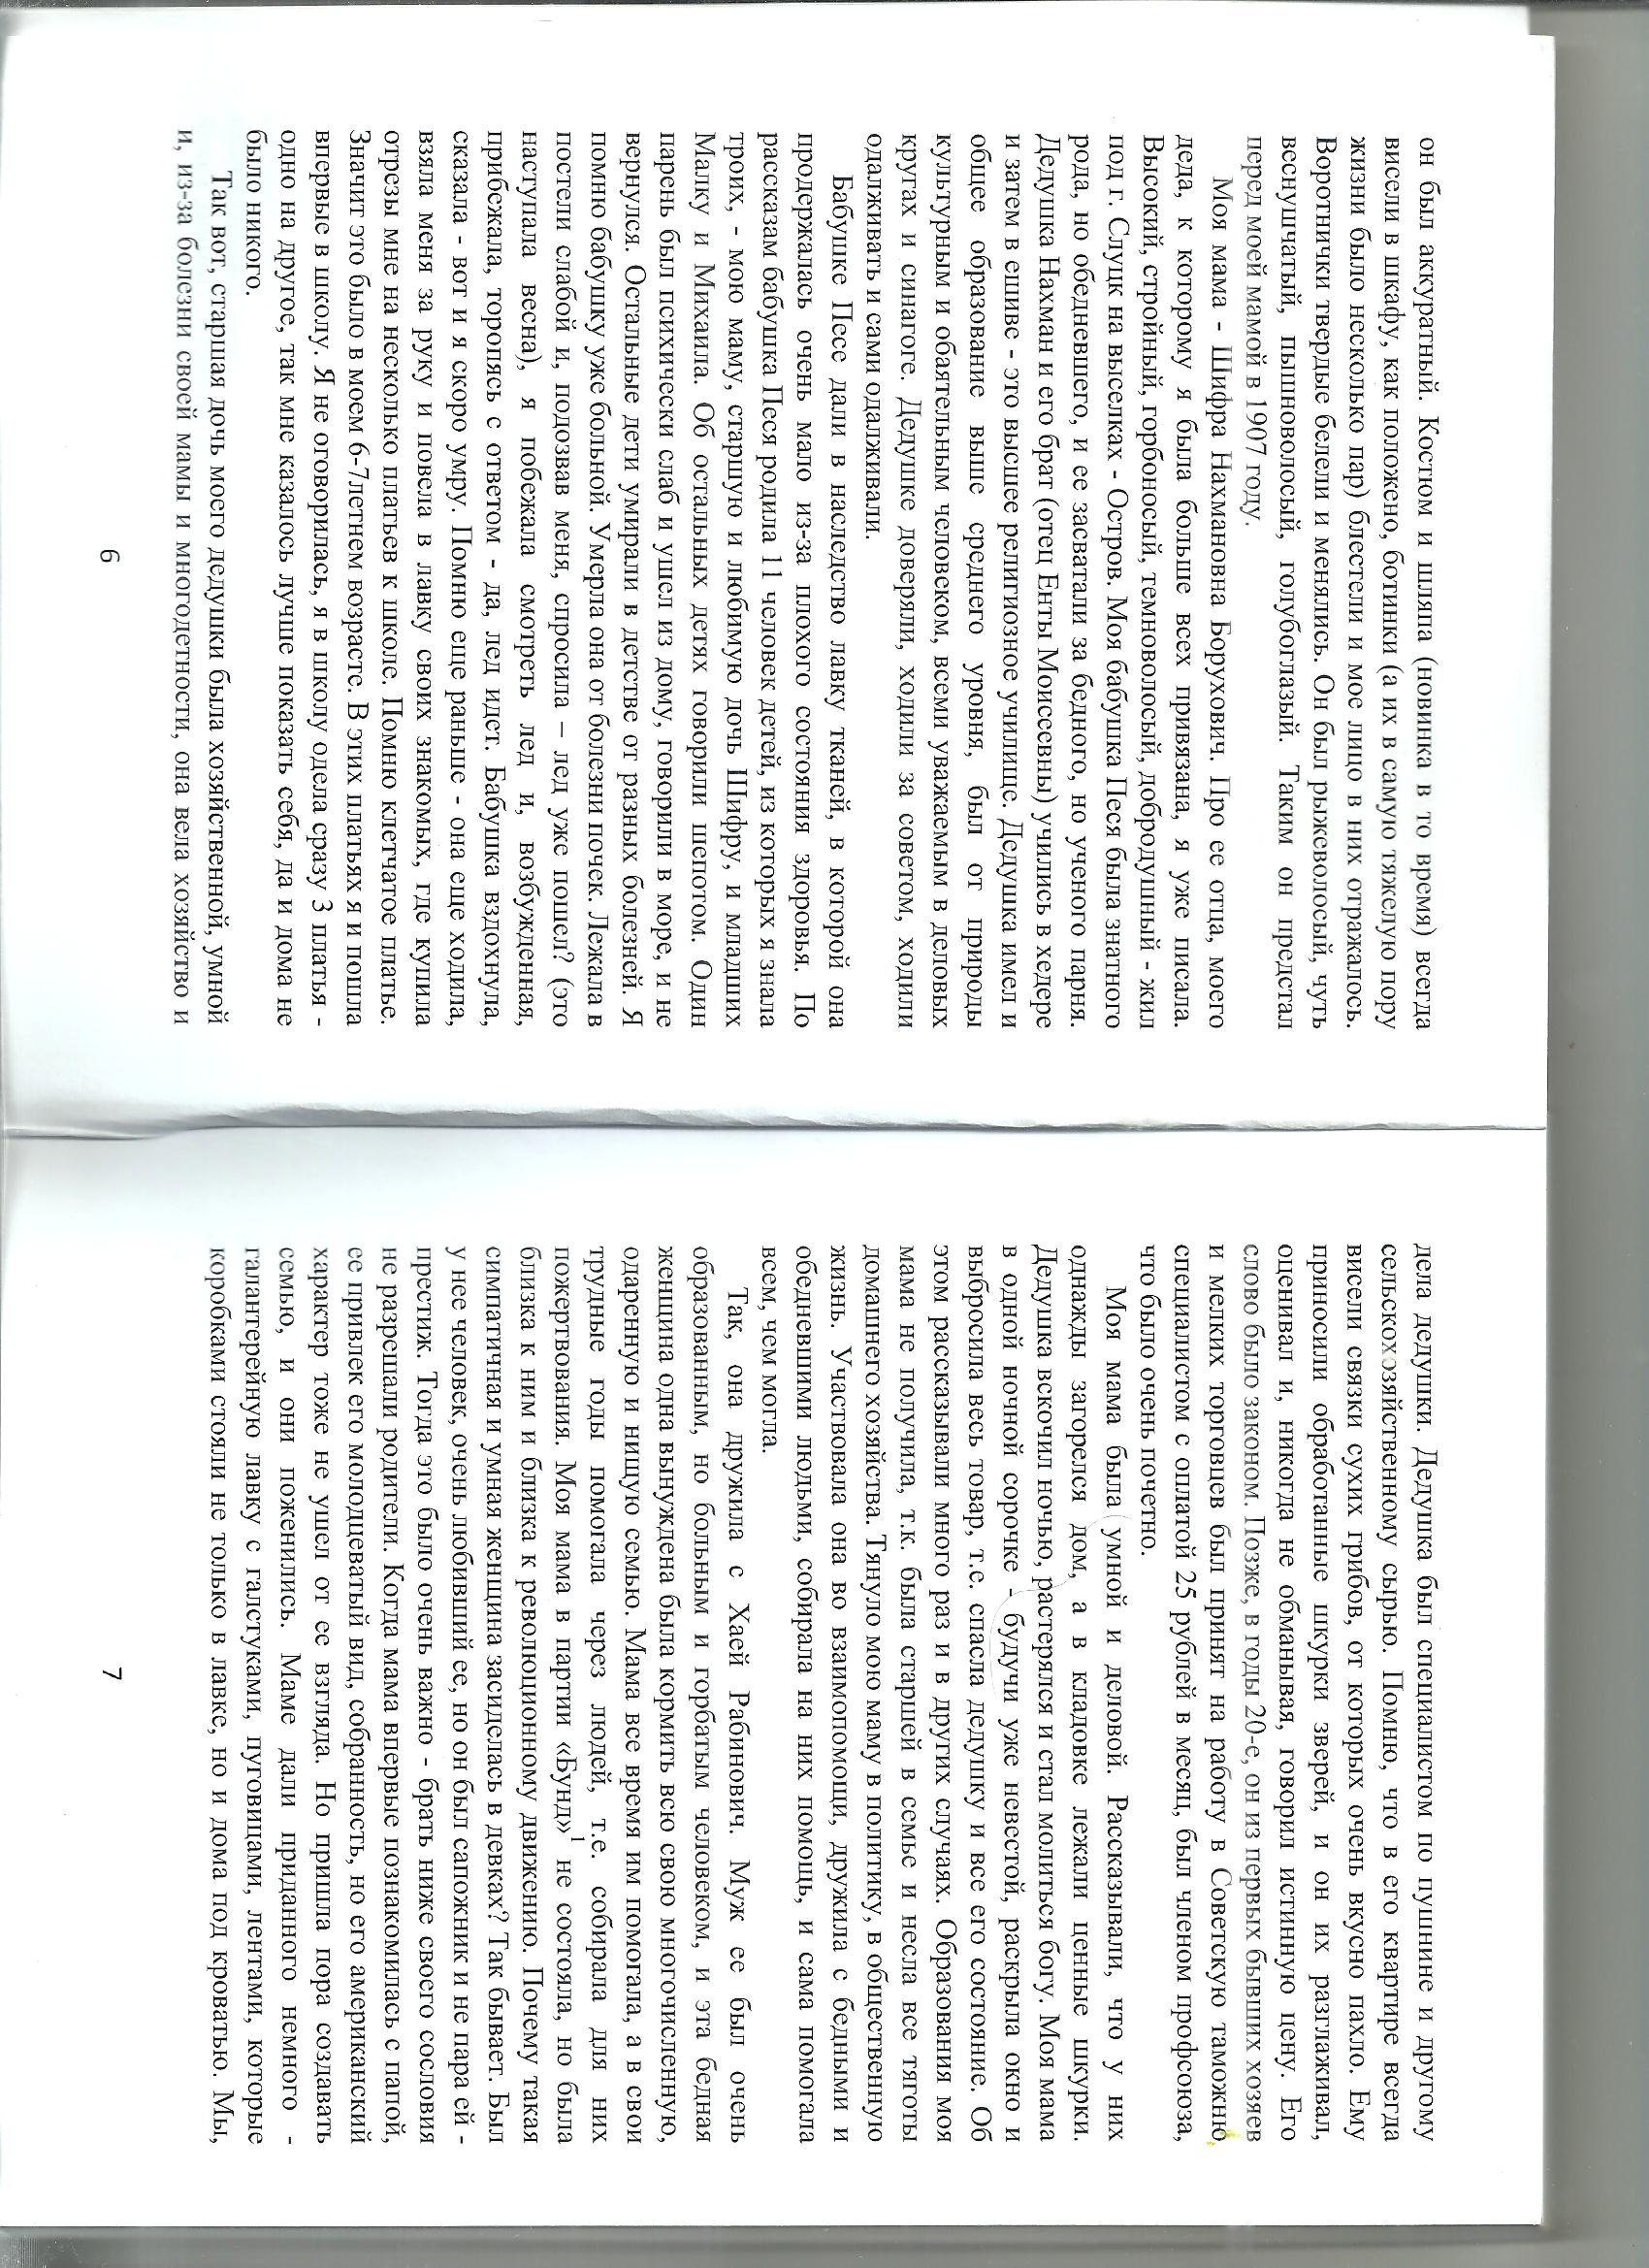 он был аккуратный. Костюм и шляпа (новинка в то время) всегда
висели в шкафу, как положено, ботинки (а их в самую тяжелую пору
жизни было несколько пар) блестели и мое лицо в них отражалось.
Воротнички твердые белели и менялись. Он был рыжеволосый, чуть
веснушчатый, пышноволосый, голубоглазый. Таким он предстал
перед моей мамой в 1907 году.
Моя мама - Шифра Нахмановна Борухович. Про ее отца, моего
деда, к которому я была больше всех привязана, я уже писала.
Высокий, стройный, горбоносый, темноволосый, добродушный - жил
под г. Слуцк на выселках - Остров. Моя бабушка Песя была знатного
рода, но обедневшего, и ее засватали за бедного, но ученого парня.
Дедушка Нахман и его брат (отец Енты Моисеевны) учились в хедере
и затем в ешиве - это высшее религиозное училище. Дедушка имел и
общее образование выше среднего уровня, был от природы
культурным и обаятельным человеком, всеми уважаемым в деловых
кругах и синагоге. Дедушке доверяли, ходили за советом, ходили
одалживать и сами одалживали.
Бабушке Песе дали в наследство лавку тканей, в которой она
продержалась очень мало из-за плохого состояния здоровья. По
рассказам бабушка Песя родила 11 человек детей, из которых я знала
троих, - мою маму, старшую и любимую дочь Шифру, и младших
Малку и Михаила. Об остальных детях говорили шепотом. Один
парень был психически слаб и ушел из дому, говорили в море, и не
вернулся. Остальные дети умирали в детстве от разных болезней. Я
помню бабушку уже больной. Умерла она от болезни почек. Лежала в
постели слабой и, подозвав меня, спросила – лед уже пошел? (это
наступала весна), я побежала смотреть лед и, возбужденная,
прибежала, торопясь с ответом - да, лед идет. Бабушка вздохнула,
сказала - вот и я скоро умру. Помню еще раньше - она еще ходила,
взяла меня за руку и повела в лавку своих знакомых, где купила
отрезы мне на несколько платьев к школе. Помню клетчатое платье.
Значит это было в моем 6-7летнем возрасте. В этих платьях я и пошла
впервые в школу. Я не оговорилась, я в школу одела сразу 3 платья -
одно на другое, так мне казалось лучше показать себя, да и дома не
было никого.
Так вот, старшая дочь моего дедушки была хозяйственной, умной
и, из-за болезни своей мамы и многодетности, она вела хозяйство и
6
дела дедушки. Дедушка был специалистом по пушнине и другому
сельскохозяйственному сырью. Помню, что в его квартире всегда
висели связки сухих грибов, от которых очень вкусно пахло. Ему
приносили обработанные шкурки зверей, и он их разглаживал,
оценивал и, никогда не обманывая, говорил истинную цену. Его
слово было законом. Позже, в годы 20-е, он из первых бывших хозяев
и мелких торговцев был принят на работу в Советскую таможню,
специалистом с оплатой 25 рублей в месяц, был членом профсоюза,
что было очень почетно.
Моя мама была умной и деловой. Рассказывали, что у них
однажды загорелся дом, а в кладовке лежали ценные шкурки.
Дедушка вскочил ночью, растерялся и стал молиться богу. Моя мама
в одной ночной сорочке - будучи уже невестой, раскрыла окно и
выбросила весь товар, т.е. спасла дедушку и все его состояние. Об
этом рассказывали много раз и в других случаях. Образования моя
мама не получила, т.к. была старшей в семье и несла все тяготы
домашнего хозяйства. Тянуло мою маму в политику, в общественную
жизнь. Участвовала она во взаимопомощи, дружила с бедными и
обедневшими людьми, собирала на них помощь, и сама помогала
всем, чем могла.
Так, она дружила с Хаей Рабинович. Муж ее был очень
образованным, но больным и горбатым человеком, и эта бедная
женщина одна вынуждена была кормить всю свою многочисленную,
одаренную и нищую семью. Мама все время им помогала, а в свои
трудные годы помогала через людей, т.е. собирала для них
пожертвования. Моя мама в партии «Бунд»¹ не состояла, но была
близка к ним и близка к революционному движению. Почему такая
симпатичная и умная женщина засиделась в девках? Так бывает. Был
у нее человек, очень любивший ее, но он был сапожник и не пара ей -
престиж. Тогда это было очень важно - брать ниже своего сословия
не разрешали родители. Когда мама впервые познакомилась с папой,
ее привлек его молодцеватый вид, собранность, но его американский
характер тоже не ушел от ее взгляда. Но пришла пора создавать
семью, и они поженились. Маме дали приданного немного -
галантерейную лавку с галстуками, пуговицами, лентами, которые
коробками стояли не только в лавке, но и дома под кроватью. Мы,
7